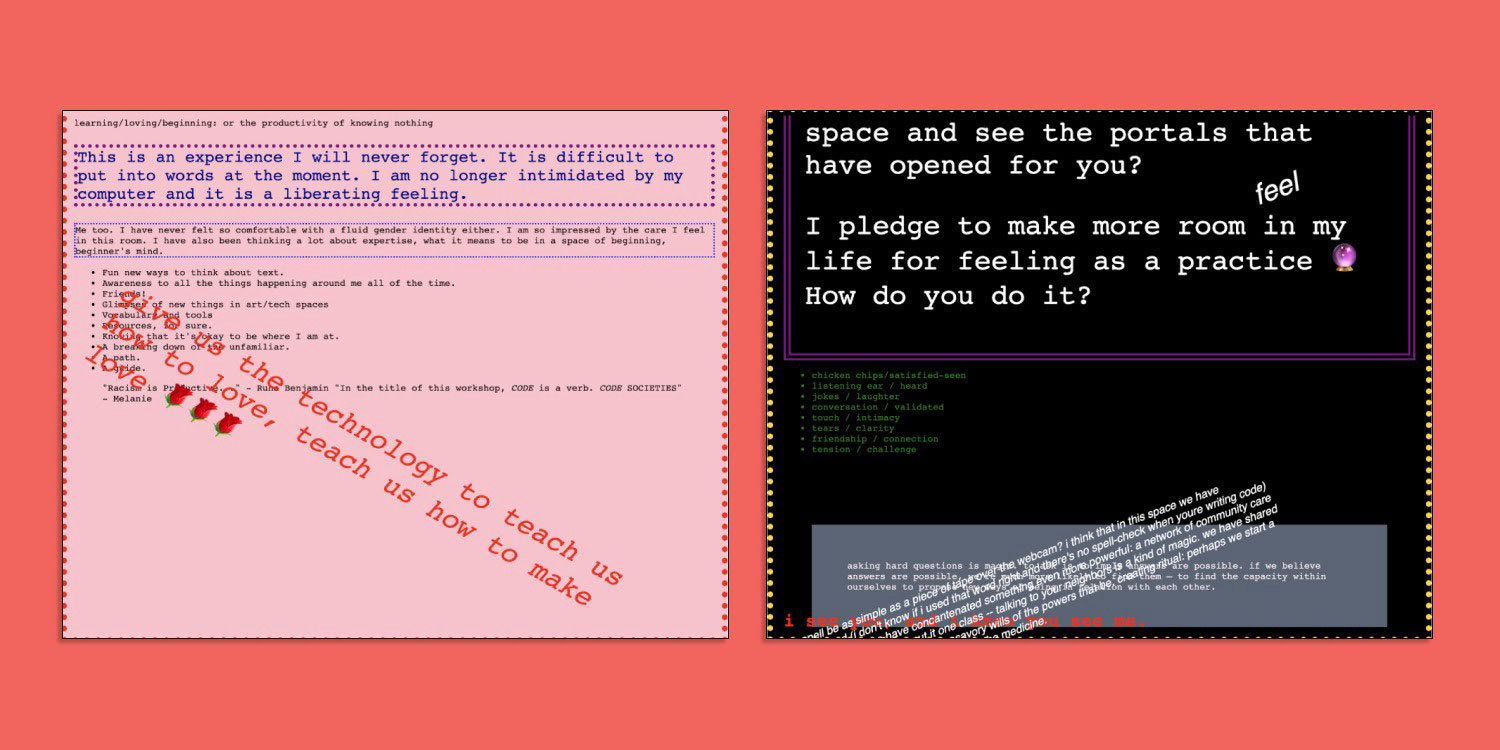 learning/loving/beginning: or the productivity of knowing nothing
This is an experience I will never forget. It is difficult to
put into words at the moment. I am no longer intimidated by my
computer and it is a liberating feeling.
Me too. I have never felt so comfortable with a fluid gender identity either. I am so impressed by the care I feel
in this room. I have also been thinking a lot about expertise, what it means to be in a space of beginning,
beginner's mind.
• Fun new ways to think about text.
• Awareness to all the things happening around me all of the time.
• Friends!
• Glimpses of new things in art/tech spaces
• Vocabulary and tools
• Resources, for sure.
• Knowing that it's okay to be where I am at.
• A breaking down of the unfamiliar.
• A path.
• A guide.
"Racism is Productive..." - Ruha Benjamin "In the title of this workshop, CODE is a verb. CODE SOCIETIES"
- Melanie
give us the technology to teach us
how to love, teach us how to make
love
space and see the portals that
have opened for you?
feel
I pledge to make more room in my
life for feeling as a practice 🔮
How do you do it?
• chicken chips/satisfied-seen
• listening ear / heard
• jokes / laughter
• conversation / validated
• touch / intimacy
• tears / clarity
• friendship / connection
• tension / challenge
spell be as simple as a piece of tape over the webcam? i think that in this space we have
(i don't know if i used that word right and there's no spell-check when youre writing code)
have concantenated something even more powerful: a network of community care
it one class -- talking to your neighbors is a kind of magic. we have shared
savory wills of the powers that be. creating ritual: perhaps we start a
medicine.
asking hard questions is are possible. if we believe
answers are possible, them — to find the capacity within
ourselves to with each other.
i see you see me.